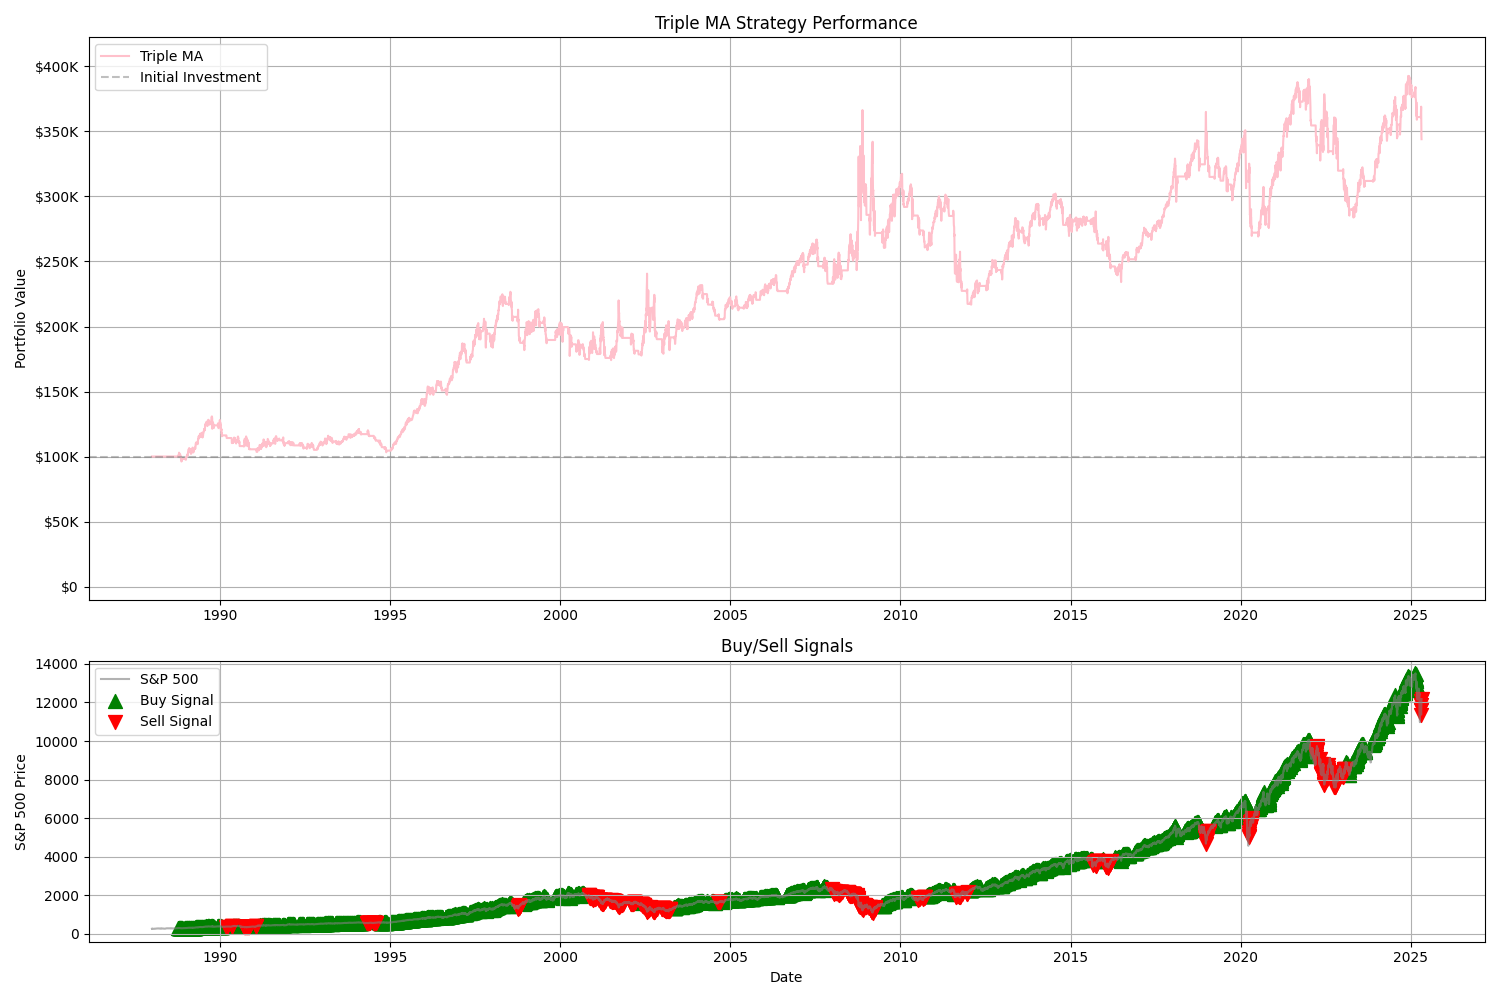 Triple MA Strategy Performance
Triple MA
Initial Investment
Portfolio Value
$400K
$350K
$300K
$250K
$200K
$150K
$100K
$50K
$0
1990 1995 2000 2005 2010 2015 2020 2025
Buy/Sell Signals
S&P 500
Buy Signal
Sell Signal
S&P 500 Price
14000
12000
10000
8000
6000
4000
2000
0
1990 1995 2000 2005 2010 2015 2020 2025
Date